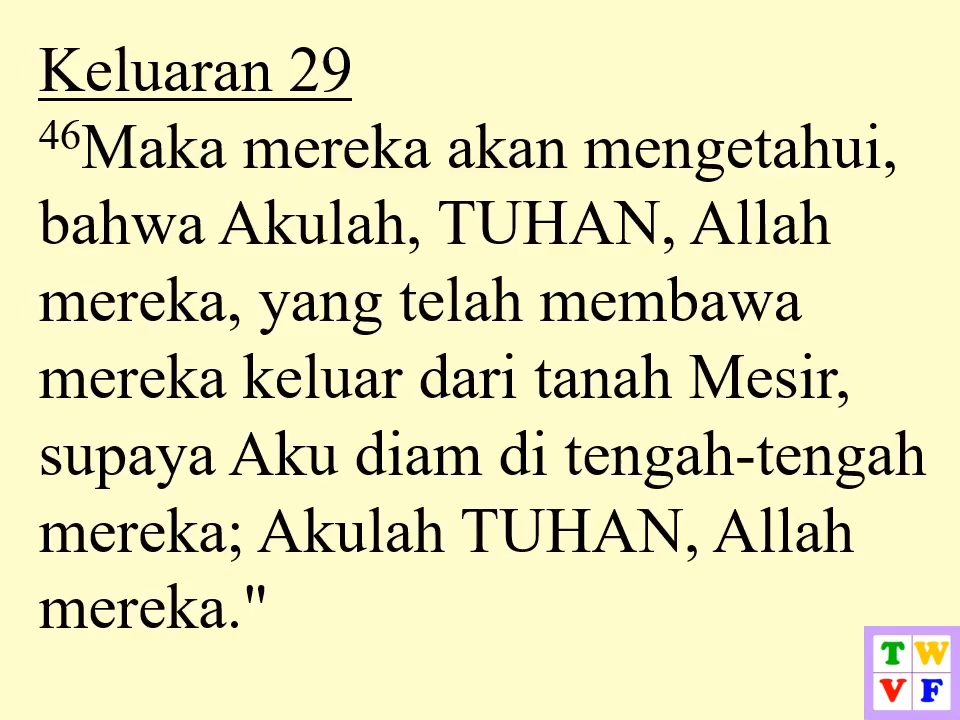 Keluaran 29
46Maka mereka akan mengetahui,
bahwa Akulah, TUHAN, Allah
mereka, yang telah membawa
mereka keluar dari tanah Mesir,
supaya Aku diam di tengah-tengah
mereka; Akulah TUHAN, Allah
mereka."
T W
V F